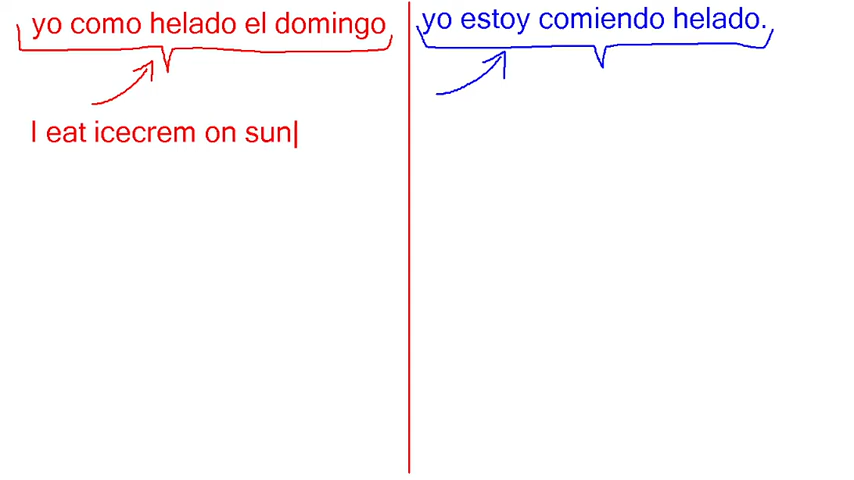 yo como helado el domingo
yo estoy comiendo helado.
I eat icecrem on sun